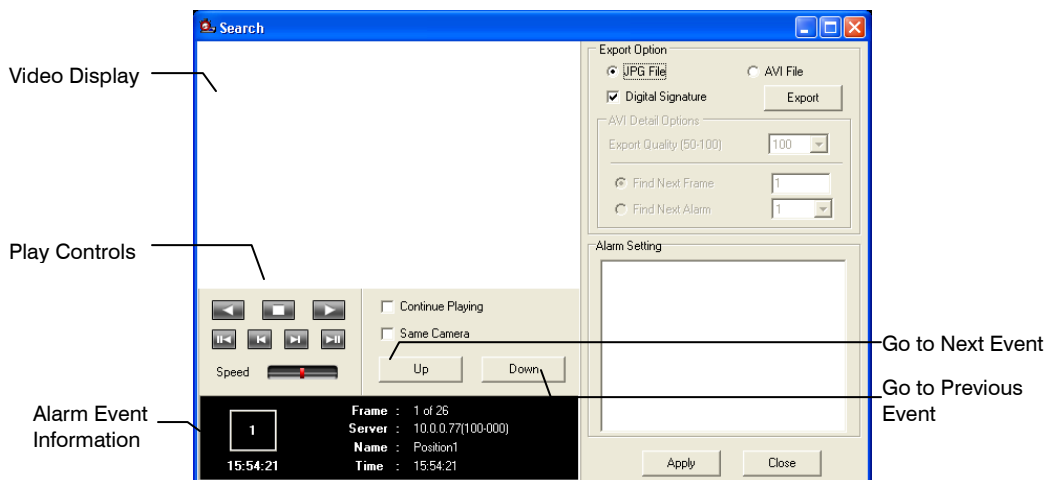 Search
Video Display
Play Controls
Alarm Event
Information
Export Option
JPG File
AVI File
Digital Signature
Export
AVI Detail Options
Export Quality (50-100)
100
Find Next Frame
1
Find Next Alarm
1
Alarm Setting
Continue Playing
Same Camera
Up
Down
Speed
1
15:54:21
Frame : 1 of 26
Server : 10.0.0.77(100-000)
Name : Position1
Time : 15:54:21
Apply
Close
Go to Next Event
Go to Previous
Event